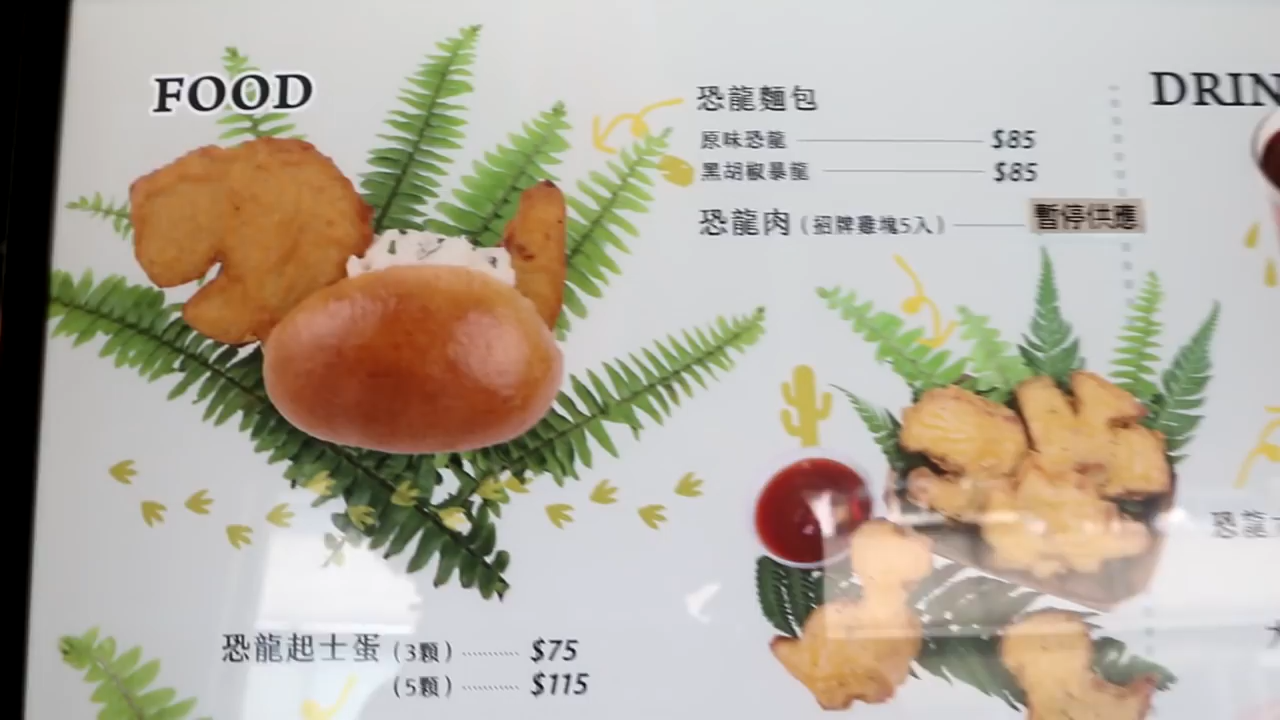 FOOD
恐龍麵包
原味恐龍 $85
黑胡椒暴龍 $85
恐龍肉(招牌雞塊5入) 暫停供應
恐龍起士蛋(3顆) $75
(5顆) $115
DRIN
恐龍